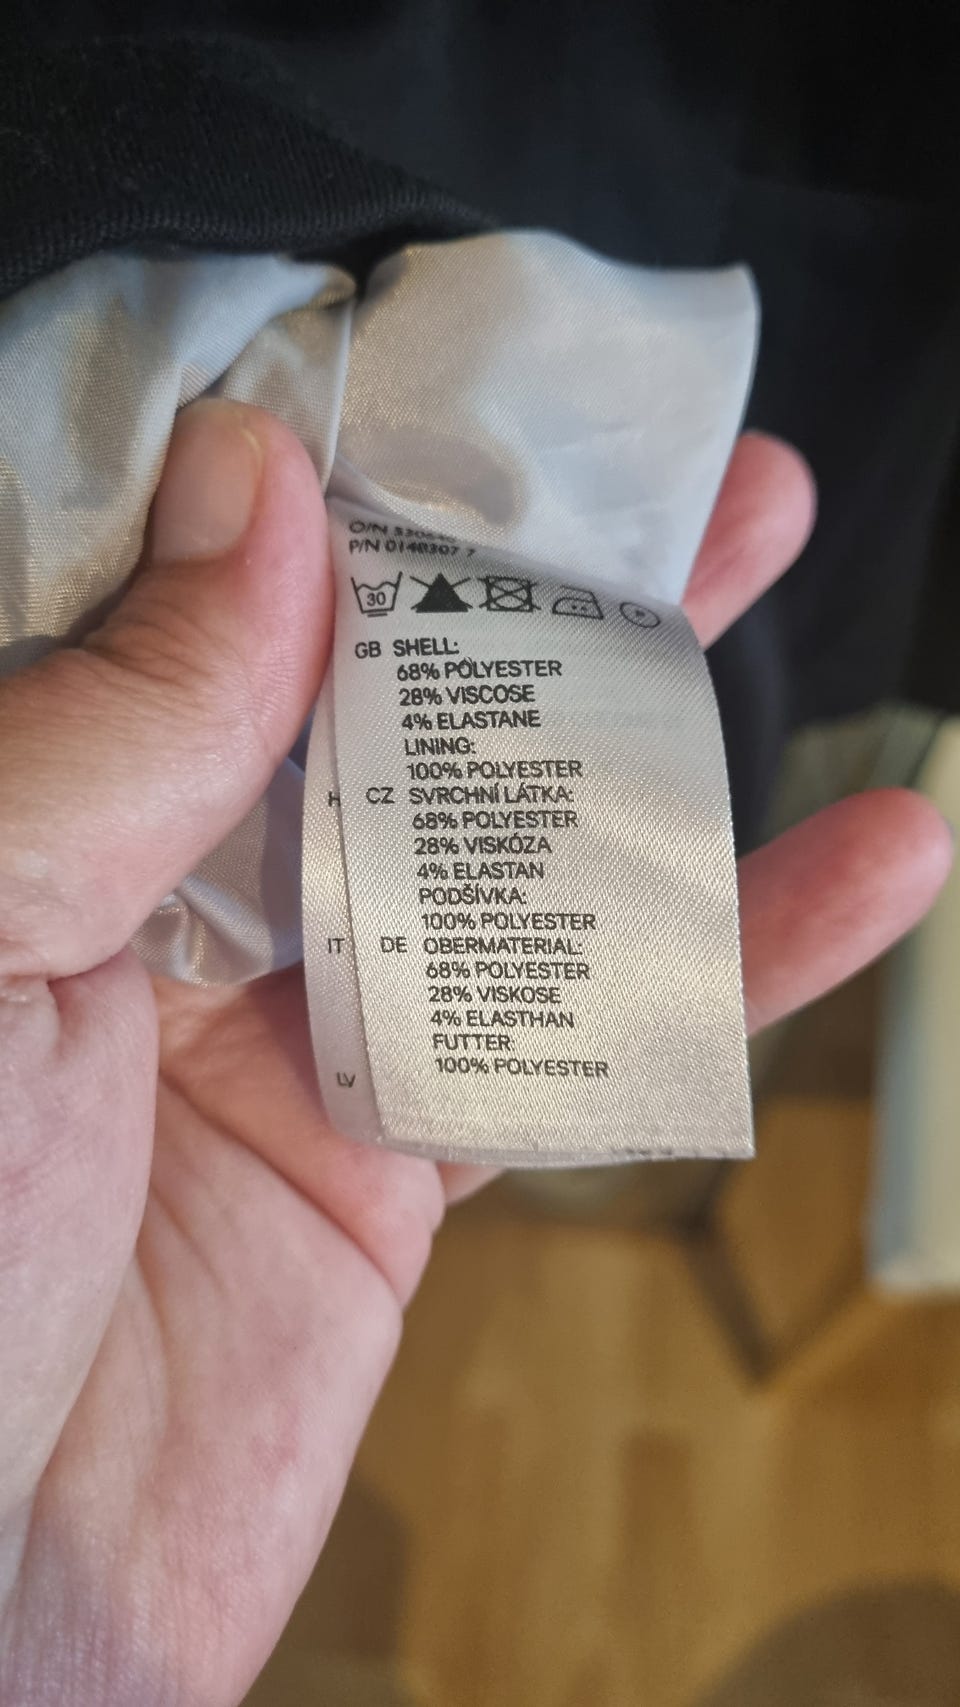 O/N
P/N 0148307 7
30
GB SHELL:
68% POLYESTER
28% VISCOSE
4% ELASTANE
LINING:
100% POLYESTER
H CZ SVRCHNÍ LÁTKA:
68% POLYESTER
28% VISKÓZA
4% ELASTAN
PODŠÍVKA:
100% POLYESTER
IT DE OBERMATERIAL:
68% POLYESTER
28% VISKOSE
4% ELASTHAN
FUTTER:
100% POLYESTER
LV